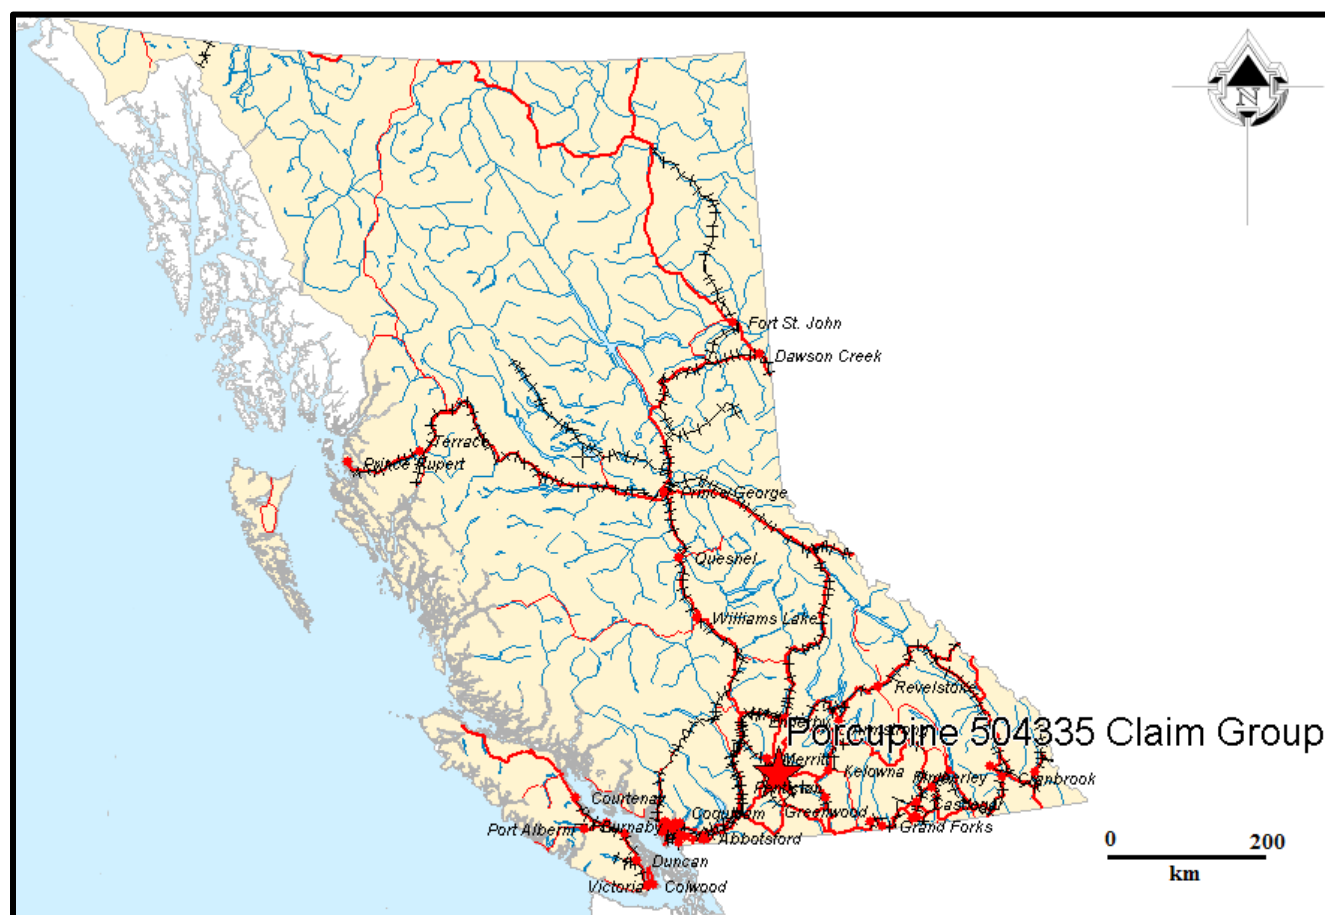 N
Fort St. John
Dawson Creek
Terrace
Prince Rupert
Prince George
Quesnel
Williams Lake
Revelstoke
Enderby
Porcupine 504335 Claim Group
Merritt
Kelowna
Kimberley
Cranbrook
Penticton
Courtenay
Coquitlam
Greenwood
Castlegar
Port Alberni
Burnaby
Abbotsford
Grand Forks
0 200
km
Duncan
Victoria
Colwood